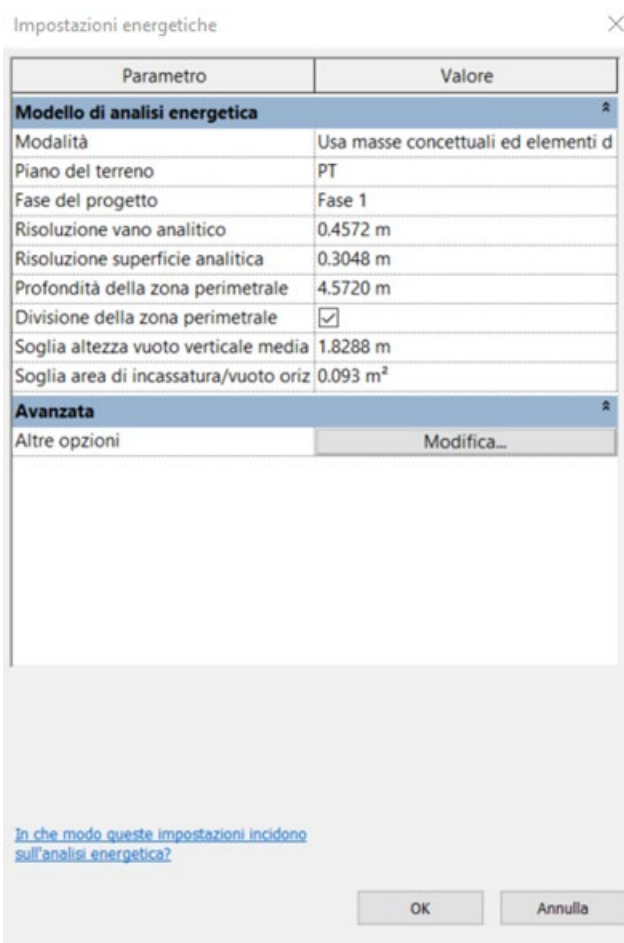 Impostazioni energetiche
Parametro Valore
Modello di analisi energetica
Modalità Usa masse concettuali ed elementi d
Piano del terreno PT
Fase del progetto Fase 1
Risoluzione vano analitico 0.4572 m
Risoluzione superficie analitica 0.3048 m
Profondità della zona perimetrale 4.5720 m
Divisione della zona perimetrale
Soglia altezza vuoto verticale media 1.8288 m
Soglia area di incassatura/vuoto oriz 0.093 m²
Avanzata
Altre opzioni Modifica...
In che modo queste impostazioni incidono
sull'analisi energetica?
OK Annulla